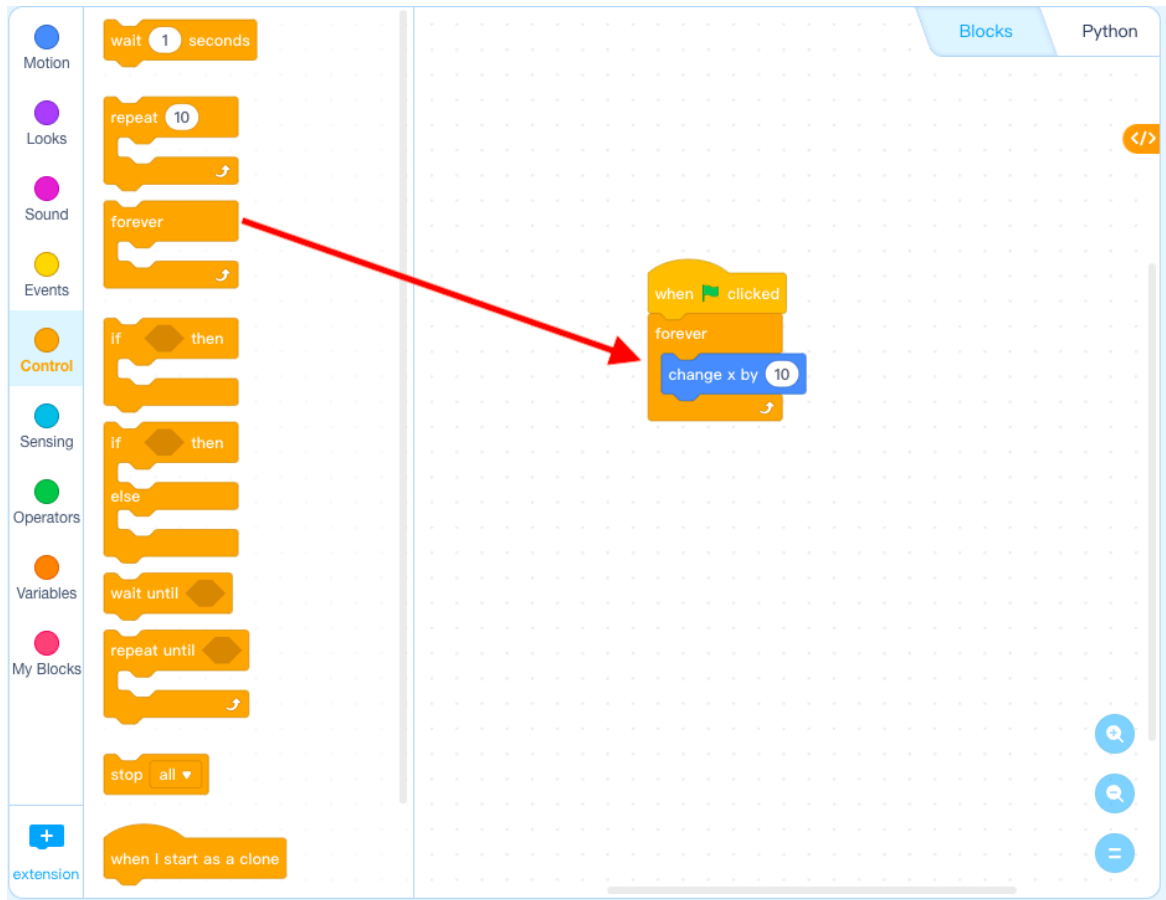 Motion
Looks
Sound
Events
Control
Sensing
Operators
Variables
My Blocks
extension
wait 1 seconds
repeat 10
forever
if then
if then
else
wait until
repeat until
stop all
when I start as a clone
Blocks
Python
</>
when clicked
forever
change x by 10